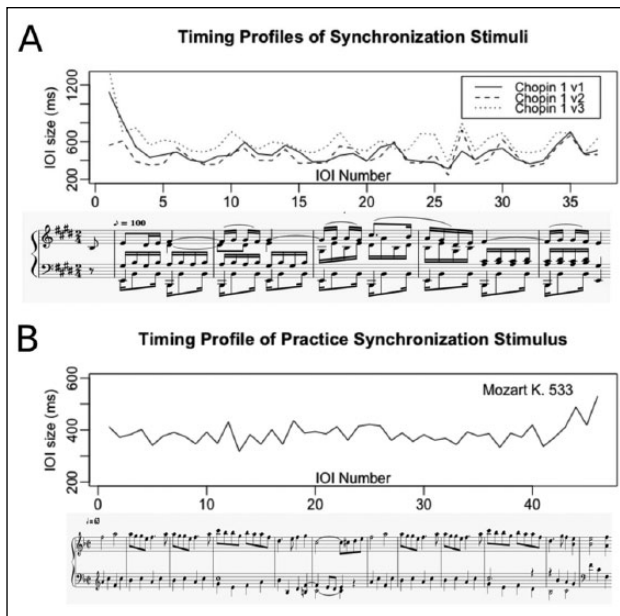 A
Timing Profiles of Synchronization Stimuli
IOI size (ms)
1200
600
200
Chopin 1 v1
Chopin 1 v2
Chopin 1 v3
IOI Number
0 5 10 15 20 25 30 35
♪ = 100
B
Timing Profile of Practice Synchronization Stimulus
IOI size (ms)
600
400
200
Mozart K. 533
IOI Number
0 10 20 30 40